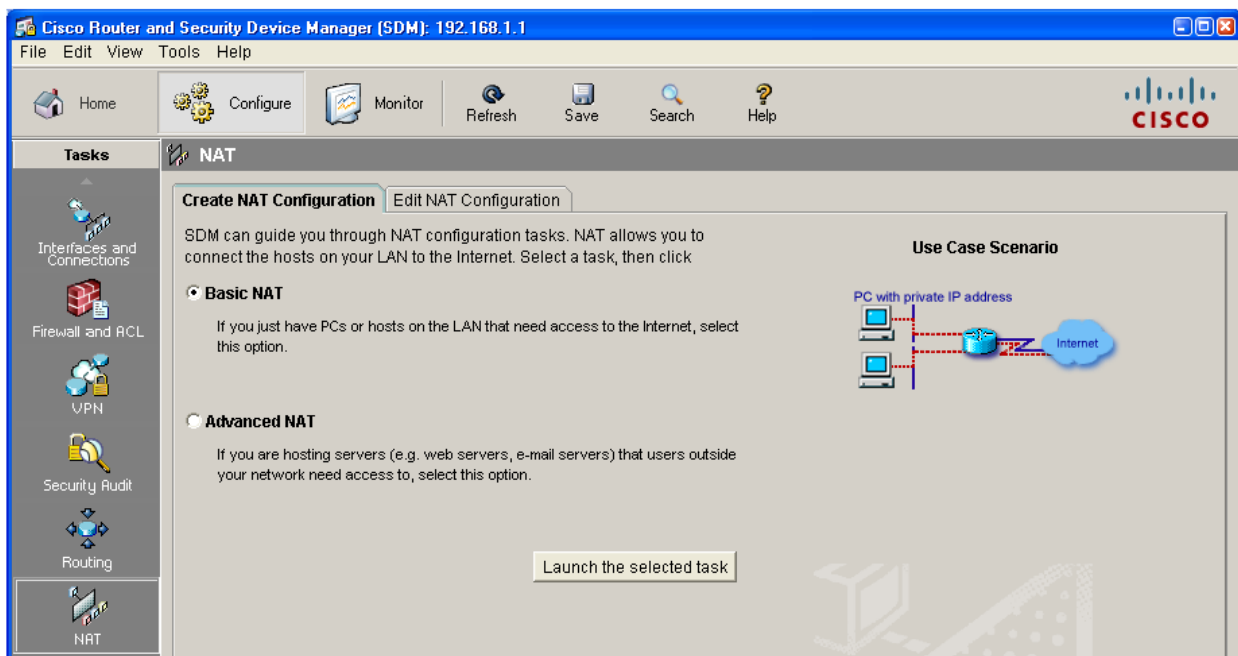 Cisco Router and Security Device Manager (SDM): 192.168.1.1
File Edit View Tools Help
Home
Configure
Monitor
Refresh
Save
Search
Help
CISCO
Tasks
NAT
Interfaces and
Connections
Firewall and ACL
VPN
Security Audit
Routing
NAT
Create NAT Configuration
Edit NAT Configuration
SDM can guide you through NAT configuration tasks. NAT allows you to
connect the hosts on your LAN to the Internet. Select a task, then click
Basic NAT
If you just have PCs or hosts on the LAN that need access to the Internet, select
this option.
Advanced NAT
If you are hosting servers (e.g. web servers, e-mail servers) that users outside
your network need access to, select this option.
Launch the selected task
Use Case Scenario
PC with private IP address
Internet